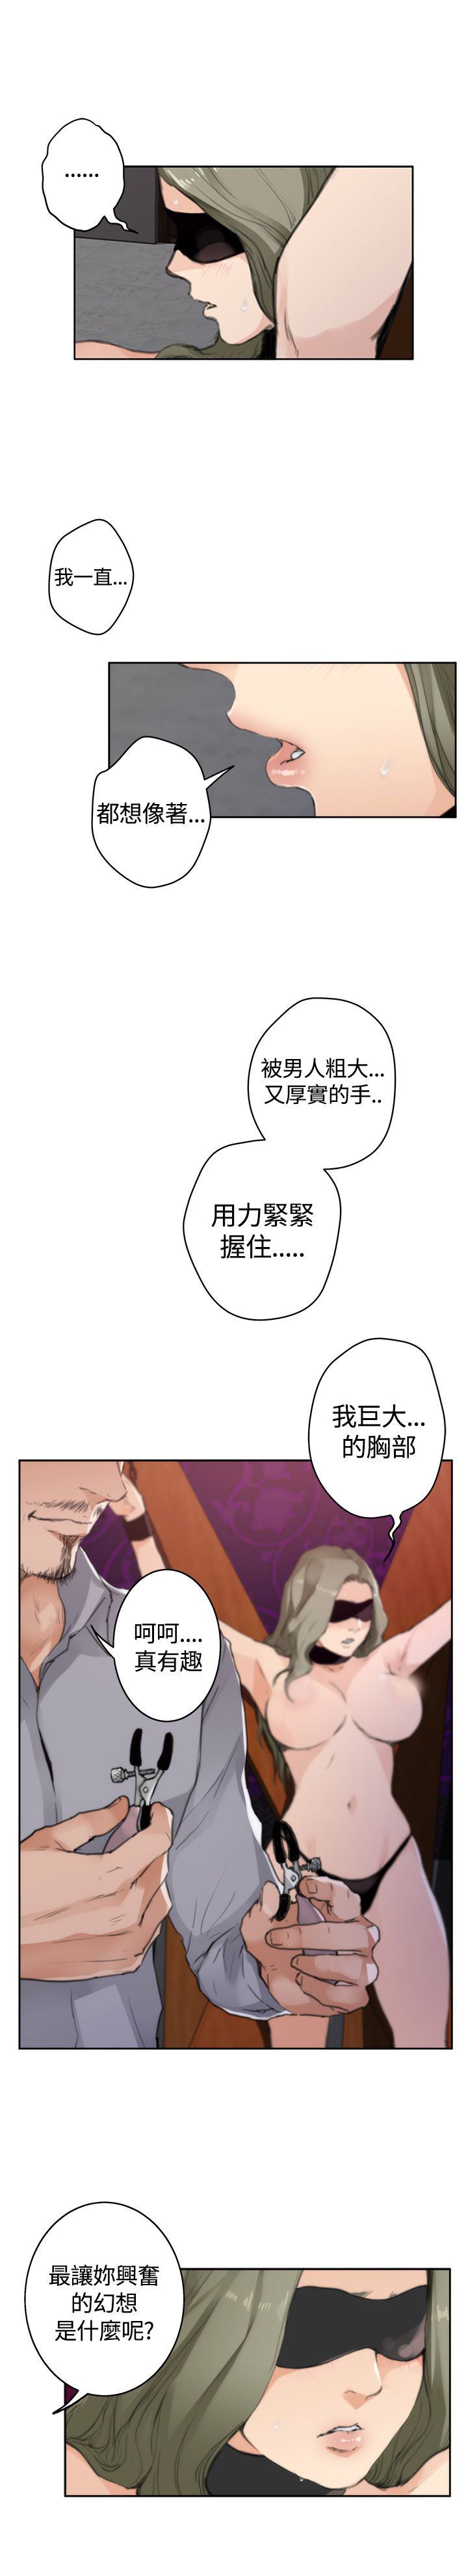 ......
我一直...
都想像著...
被男人粗大...
又厚實的手..
用力緊緊
握住.....
我巨大...
的胸部
呵呵....
真有趣
最讓妳興奮
的幻想
是什麼呢?